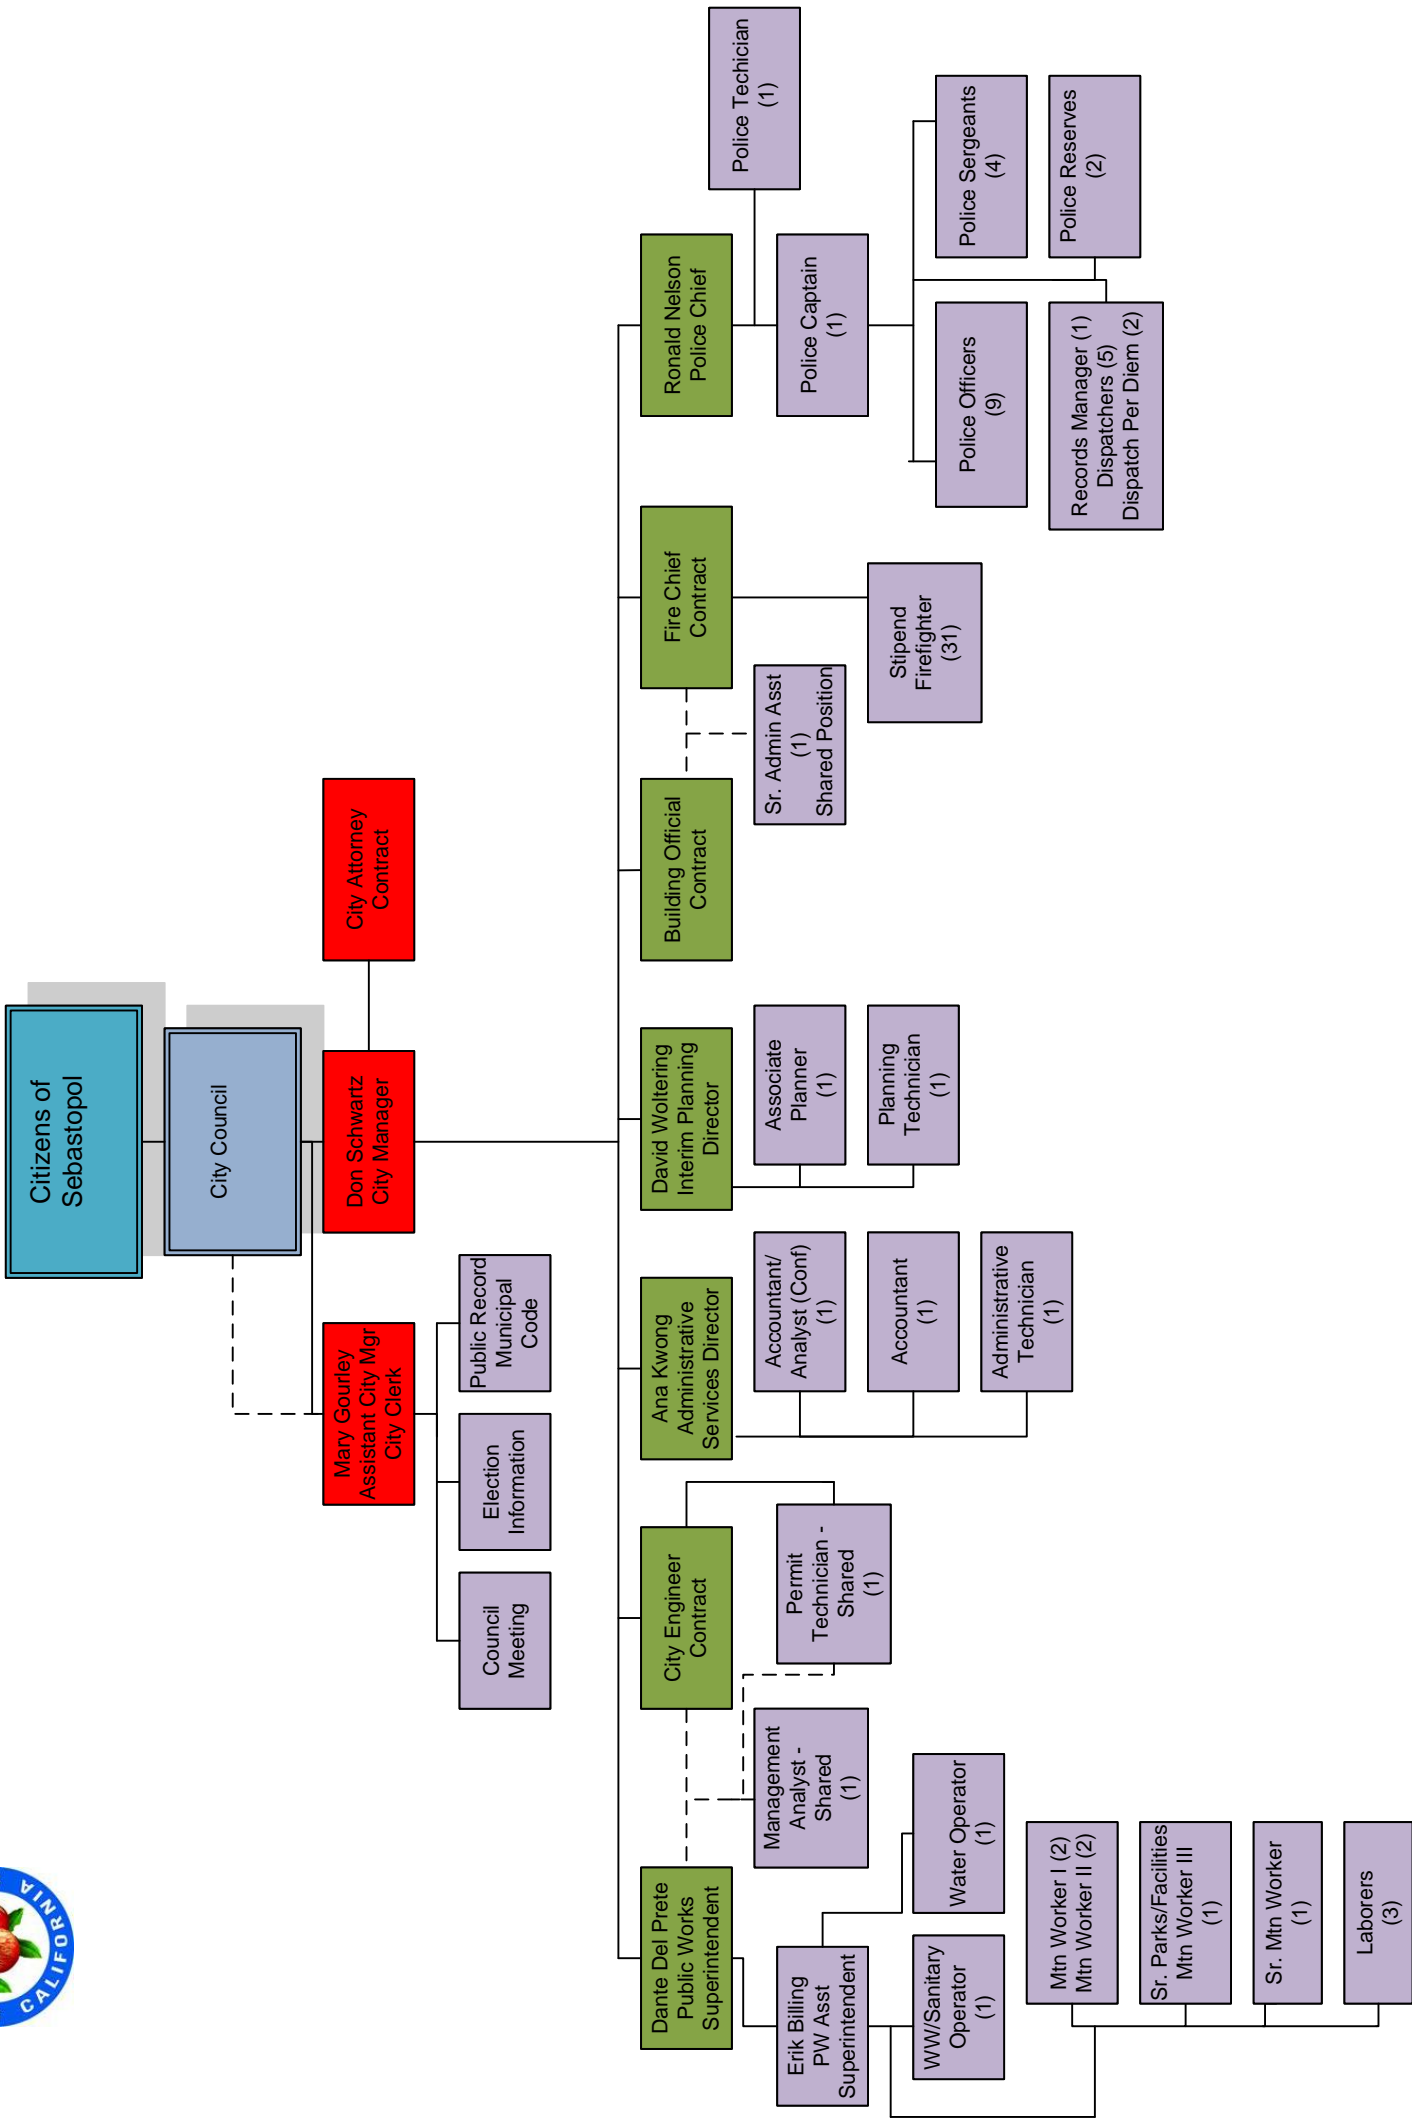 Citizens of
Sebastopol
City Council
Mary Gourley
Assistant City Mgr
City Clerk
Don Schwartz
City Manager
City Attorney
Contract
Council
Meeting
Election
Information
Public Record
Municipal
Code
Dante Del Prete
Public Works
Superintendent
City Engineer
Contract
Ana Kwong
Administrative
Services Director
David Woltering
Interim Planning
Director
Building Official
Contract
Fire Chief
Contract
Ronald Nelson
Police Chief
Erik Billing
PW Asst
Superintendent
Management
Analyst -
Shared
(1)
Permit
Technician -
Shared
(1)
WW/Sanitary
Operator
(1)
Water Operator
(1)
Mtn Worker I (2)
Mtn Worker II (2)
Sr. Parks/Facilities
Mtn Worker III
(1)
Sr. Mtn Worker
(1)
Laborers
(3)
Accountant/
Analyst (Conf)
(1)
Accountant
(1)
Administrative
Technician
(1)
Associate
Planner
(1)
Planning
Technician
(1)
Sr. Admin Asst
(1)
Shared Position
Stipend
Firefighter
(31)
Police Techician
(1)
Police Captain
(1)
Police Officers
(9)
Police Sergeants
(4)
Records Manager (1)
Dispatchers (5)
Dispatch Per Diem (2)
Police Reserves
(2)
CALIFORNIA